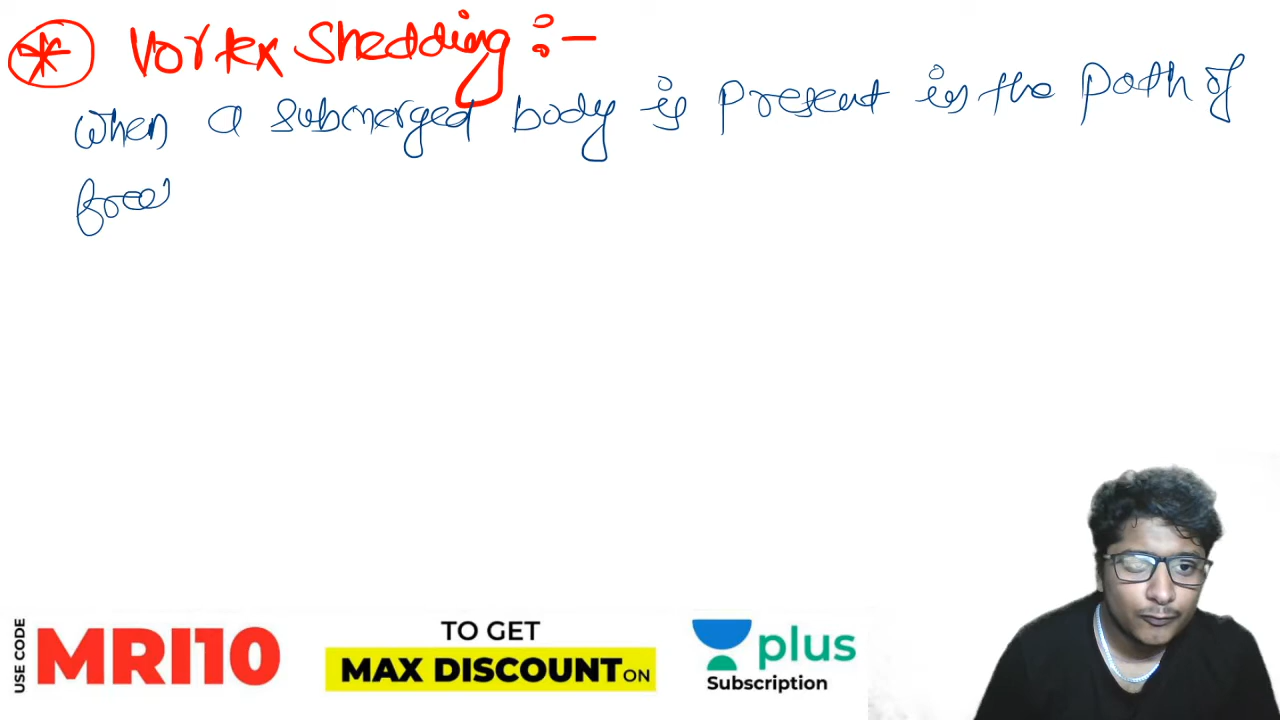 * Vortex Shedding :-
when a submerged body is present in the path of
free
USE CODE
MRI10
TO GET
MAX DISCOUNT ON
plus
Subscription